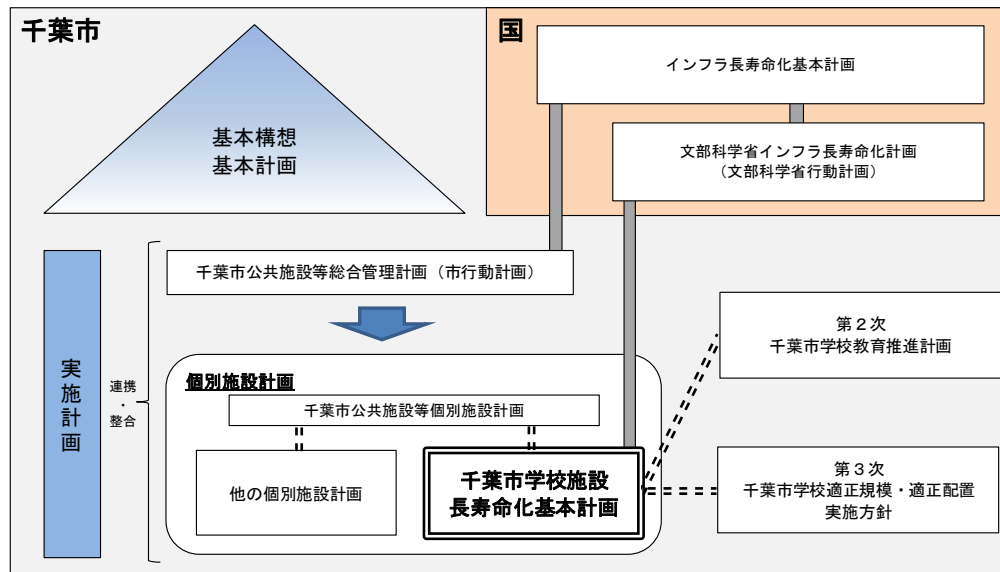 千葉市
国
インフラ長寿命化基本計画
基本構想
基本計画
文部科学省インフラ長寿命化計画
（文部科学省行動計画）
千葉市公共施設等総合管理計画（市行動計画）
実施計画
連携
・
整合
個別施設計画
千葉市公共施設等個別施設計画
他の個別施設計画
千葉市学校施設
長寿命化基本計画
第２次
千葉市学校教育推進計画
第３次
千葉市学校適正規模・適正配置
実施方針